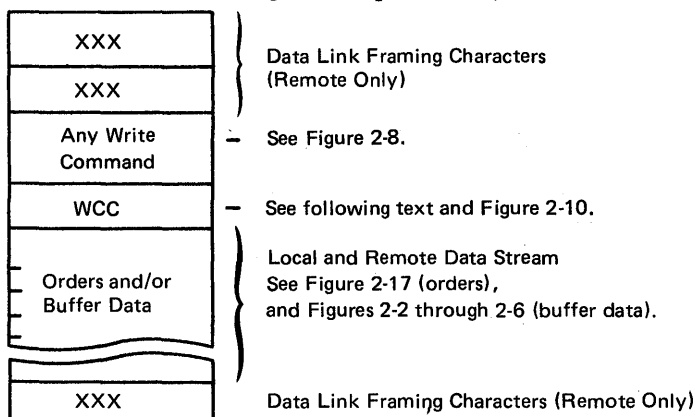 XXX
Data Link Framing Characters
(Remote Only)
XXX
Any Write
Command
– See Figure 2-8.
WCC
– See following text and Figure 2-10.
Orders and/or
Buffer Data
Local and Remote Data Stream
See Figure 2-17 (orders),
and Figures 2-2 through 2-6 (buffer data).
XXX
Data Link Framing Characters (Remote Only)